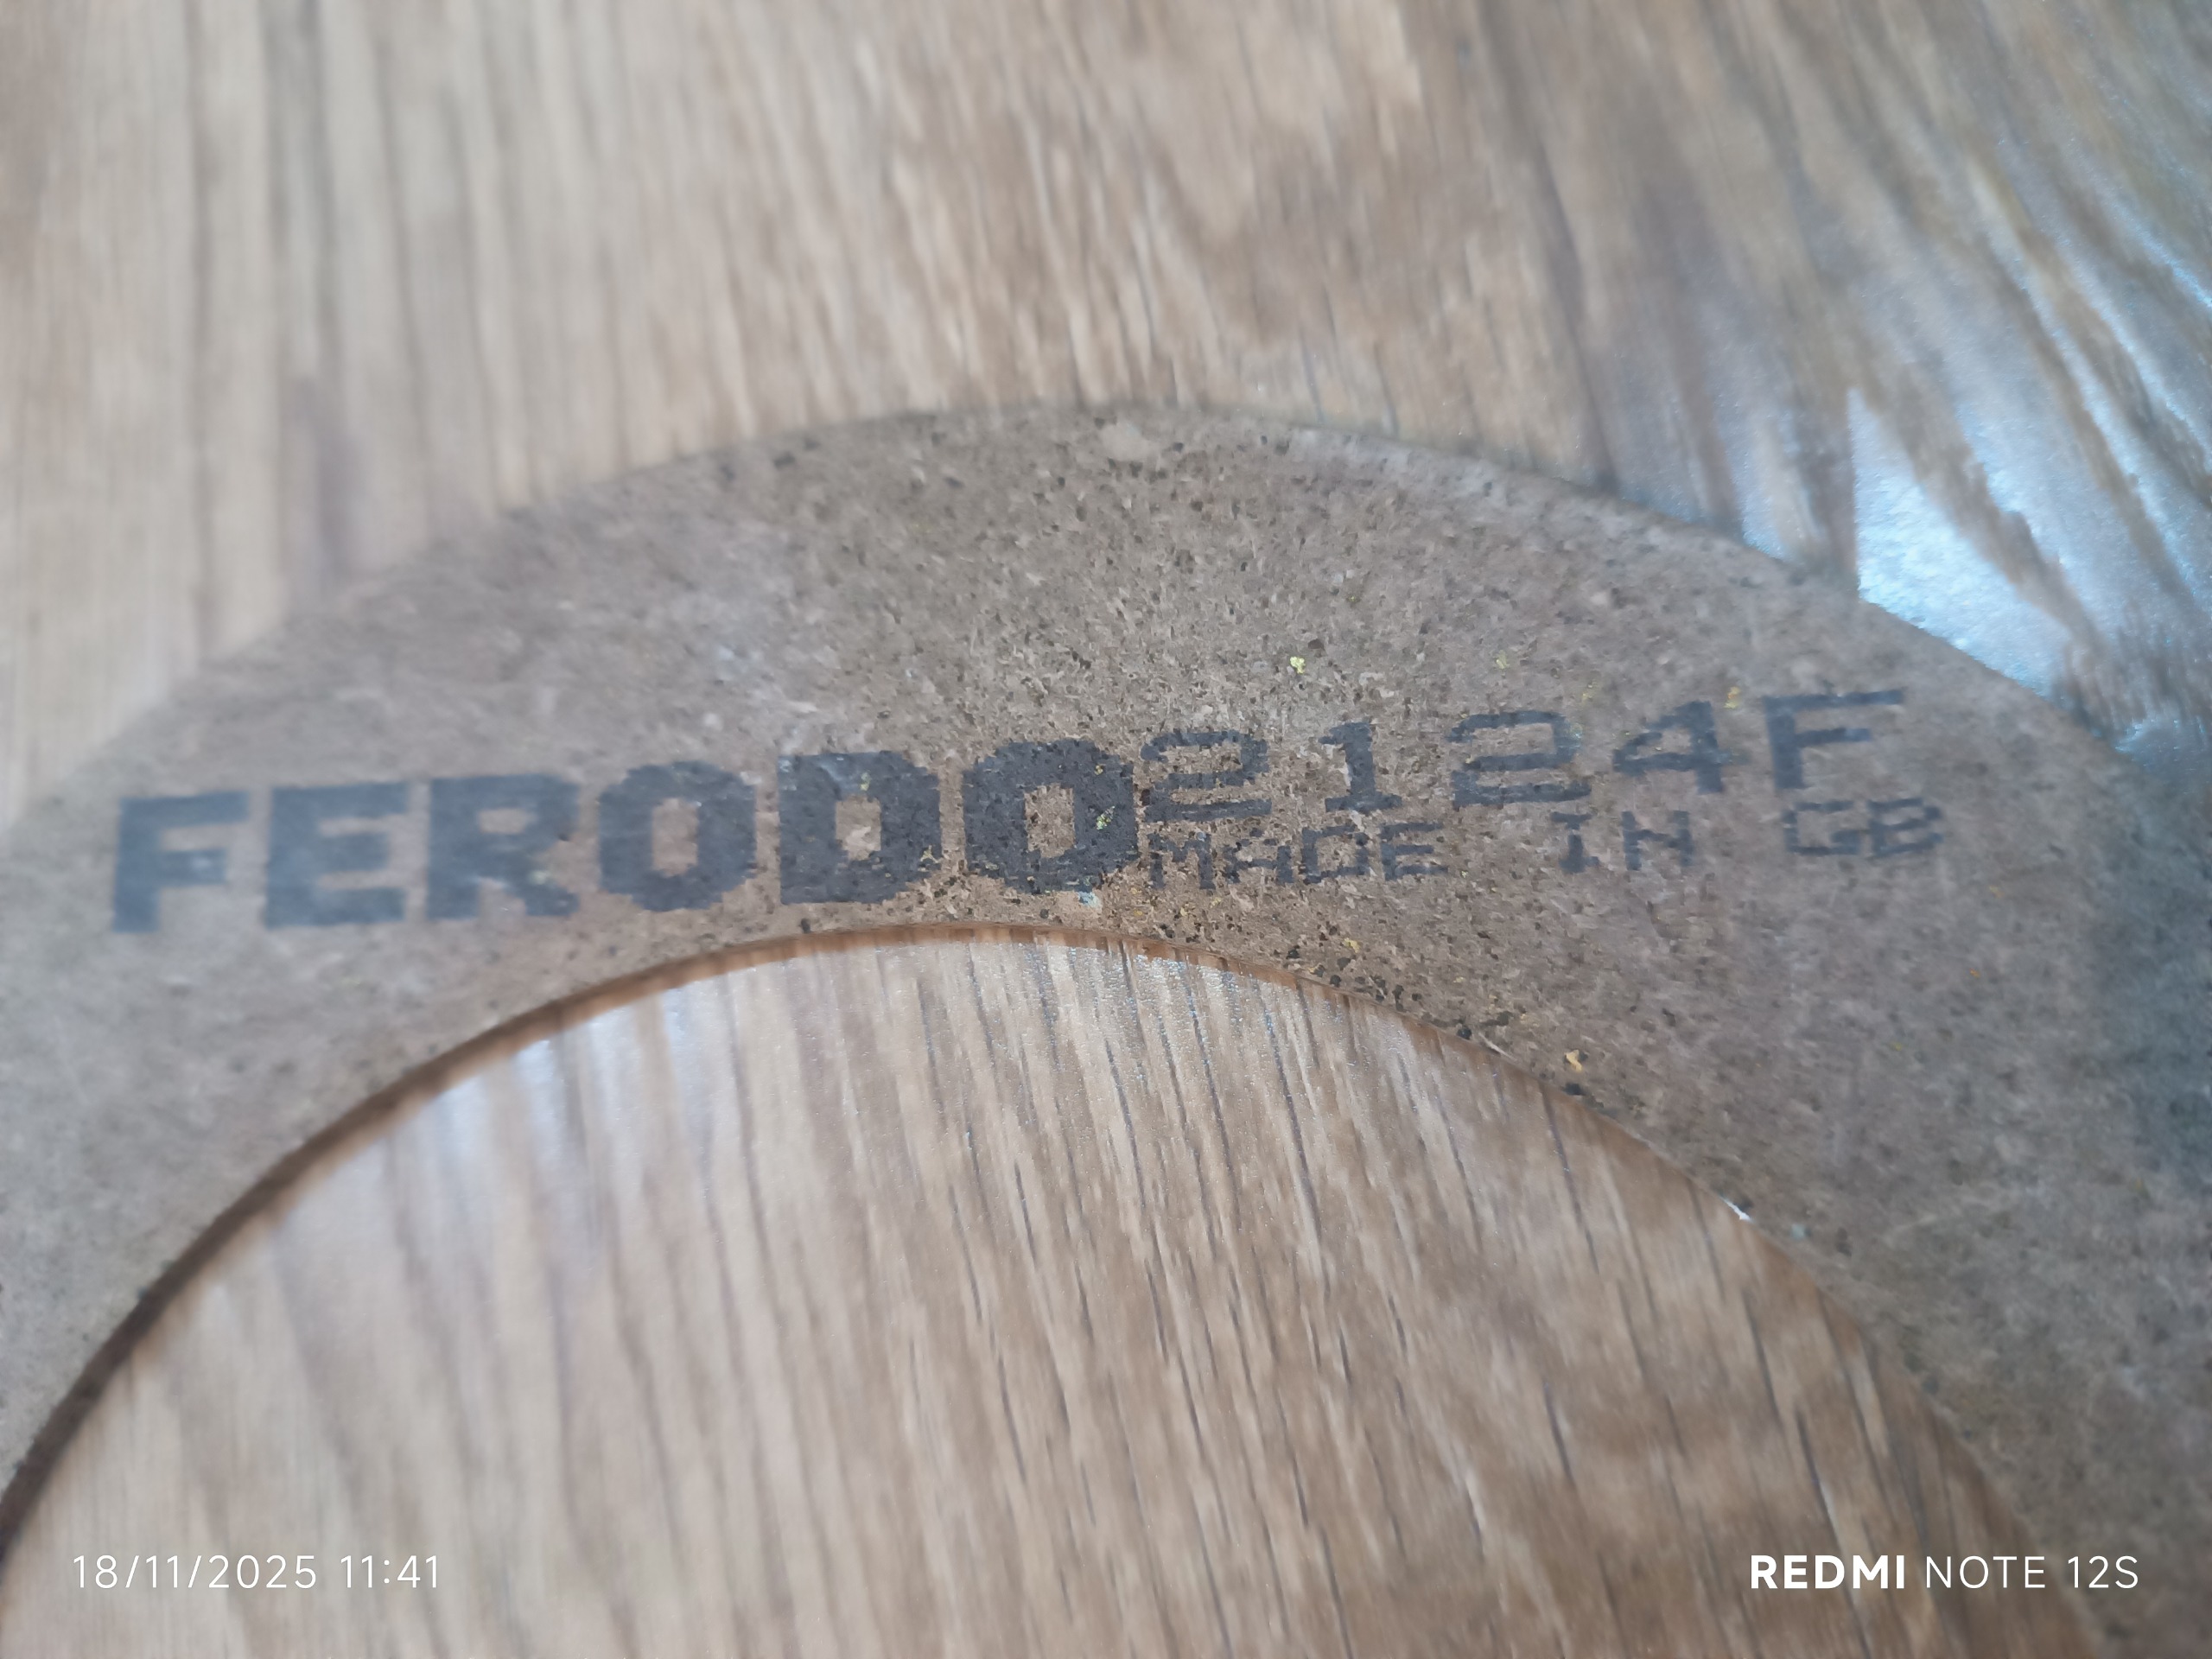 FERODO 2124F
MADE IN GB
18/11/2025 11:41
REDMI NOTE 12S